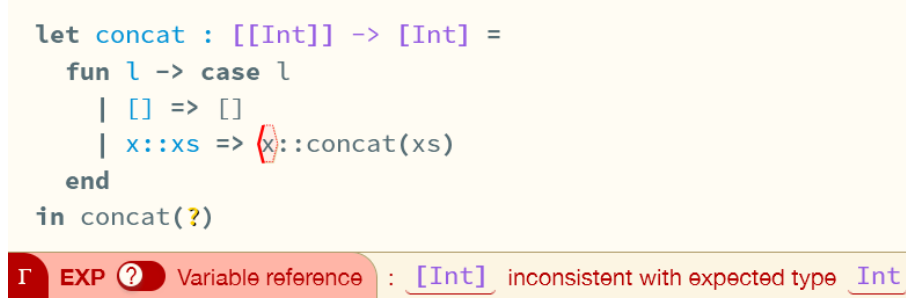 let concat : [[Int]] -> [Int] =
fun l -> case l
| [] => []
| x::xs => x::concat(xs)
end
in concat(?)
Γ EXP ? Variable reference : [Int] inconsistent with expected type Int